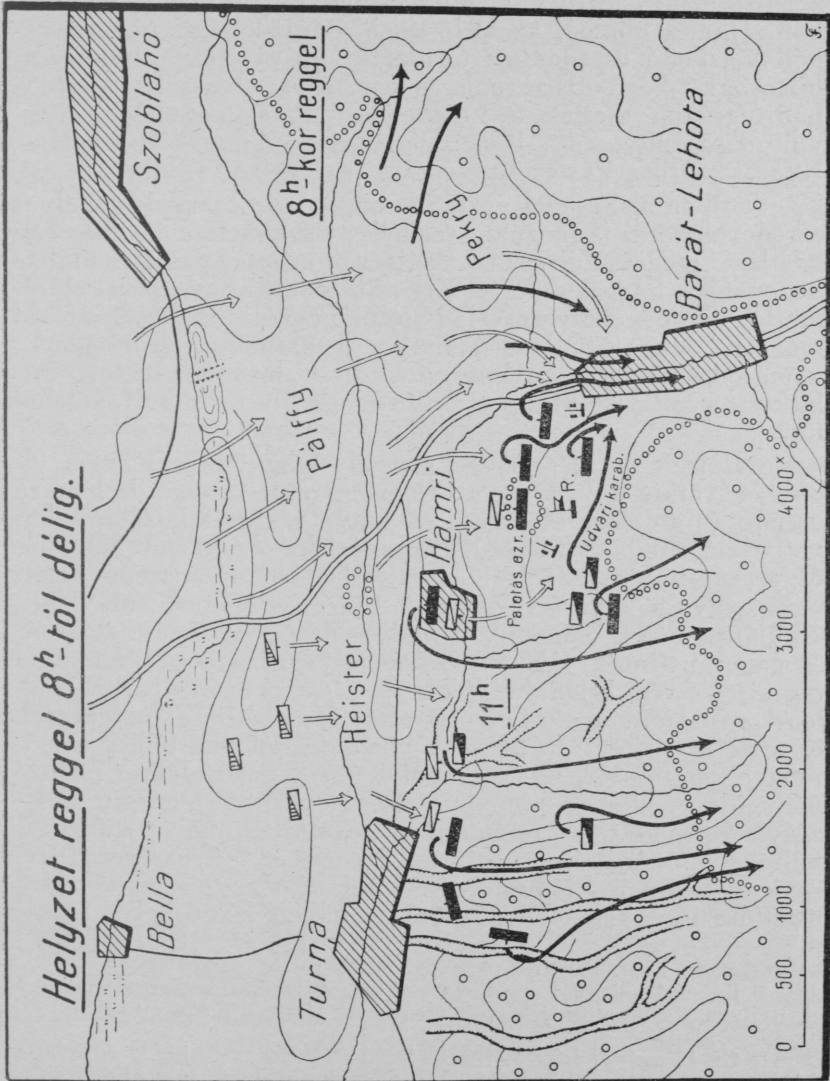 Helyzet reggel 8h-tól délig.
Szoblahó
Bella
Pálffy
8h-kor reggel
Turna
Heister
Hamri
Pekry
11h
Palotás ezr.
R.
Udvari karab.
Barát-Lehota
0 500 1000 2000 3000 4000x